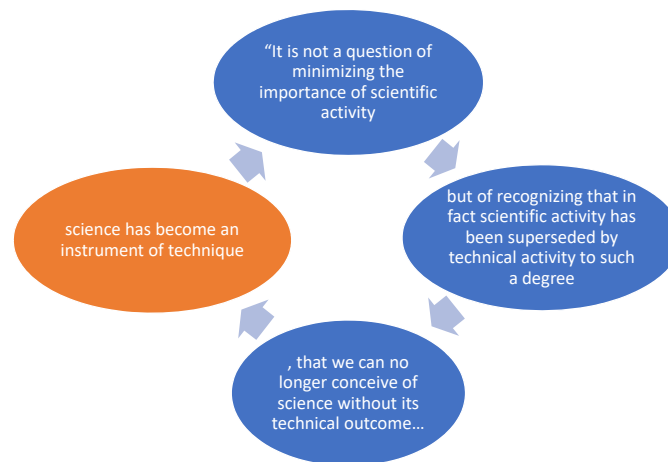 “It is not a question of
minimizing the
importance of scientific
activity
but of recognizing that in
fact scientific activity has
been superseded by
technical activity to such
a degree
, that we can no
longer conceive of
science without its
technical outcome…
science has become an
instrument of technique